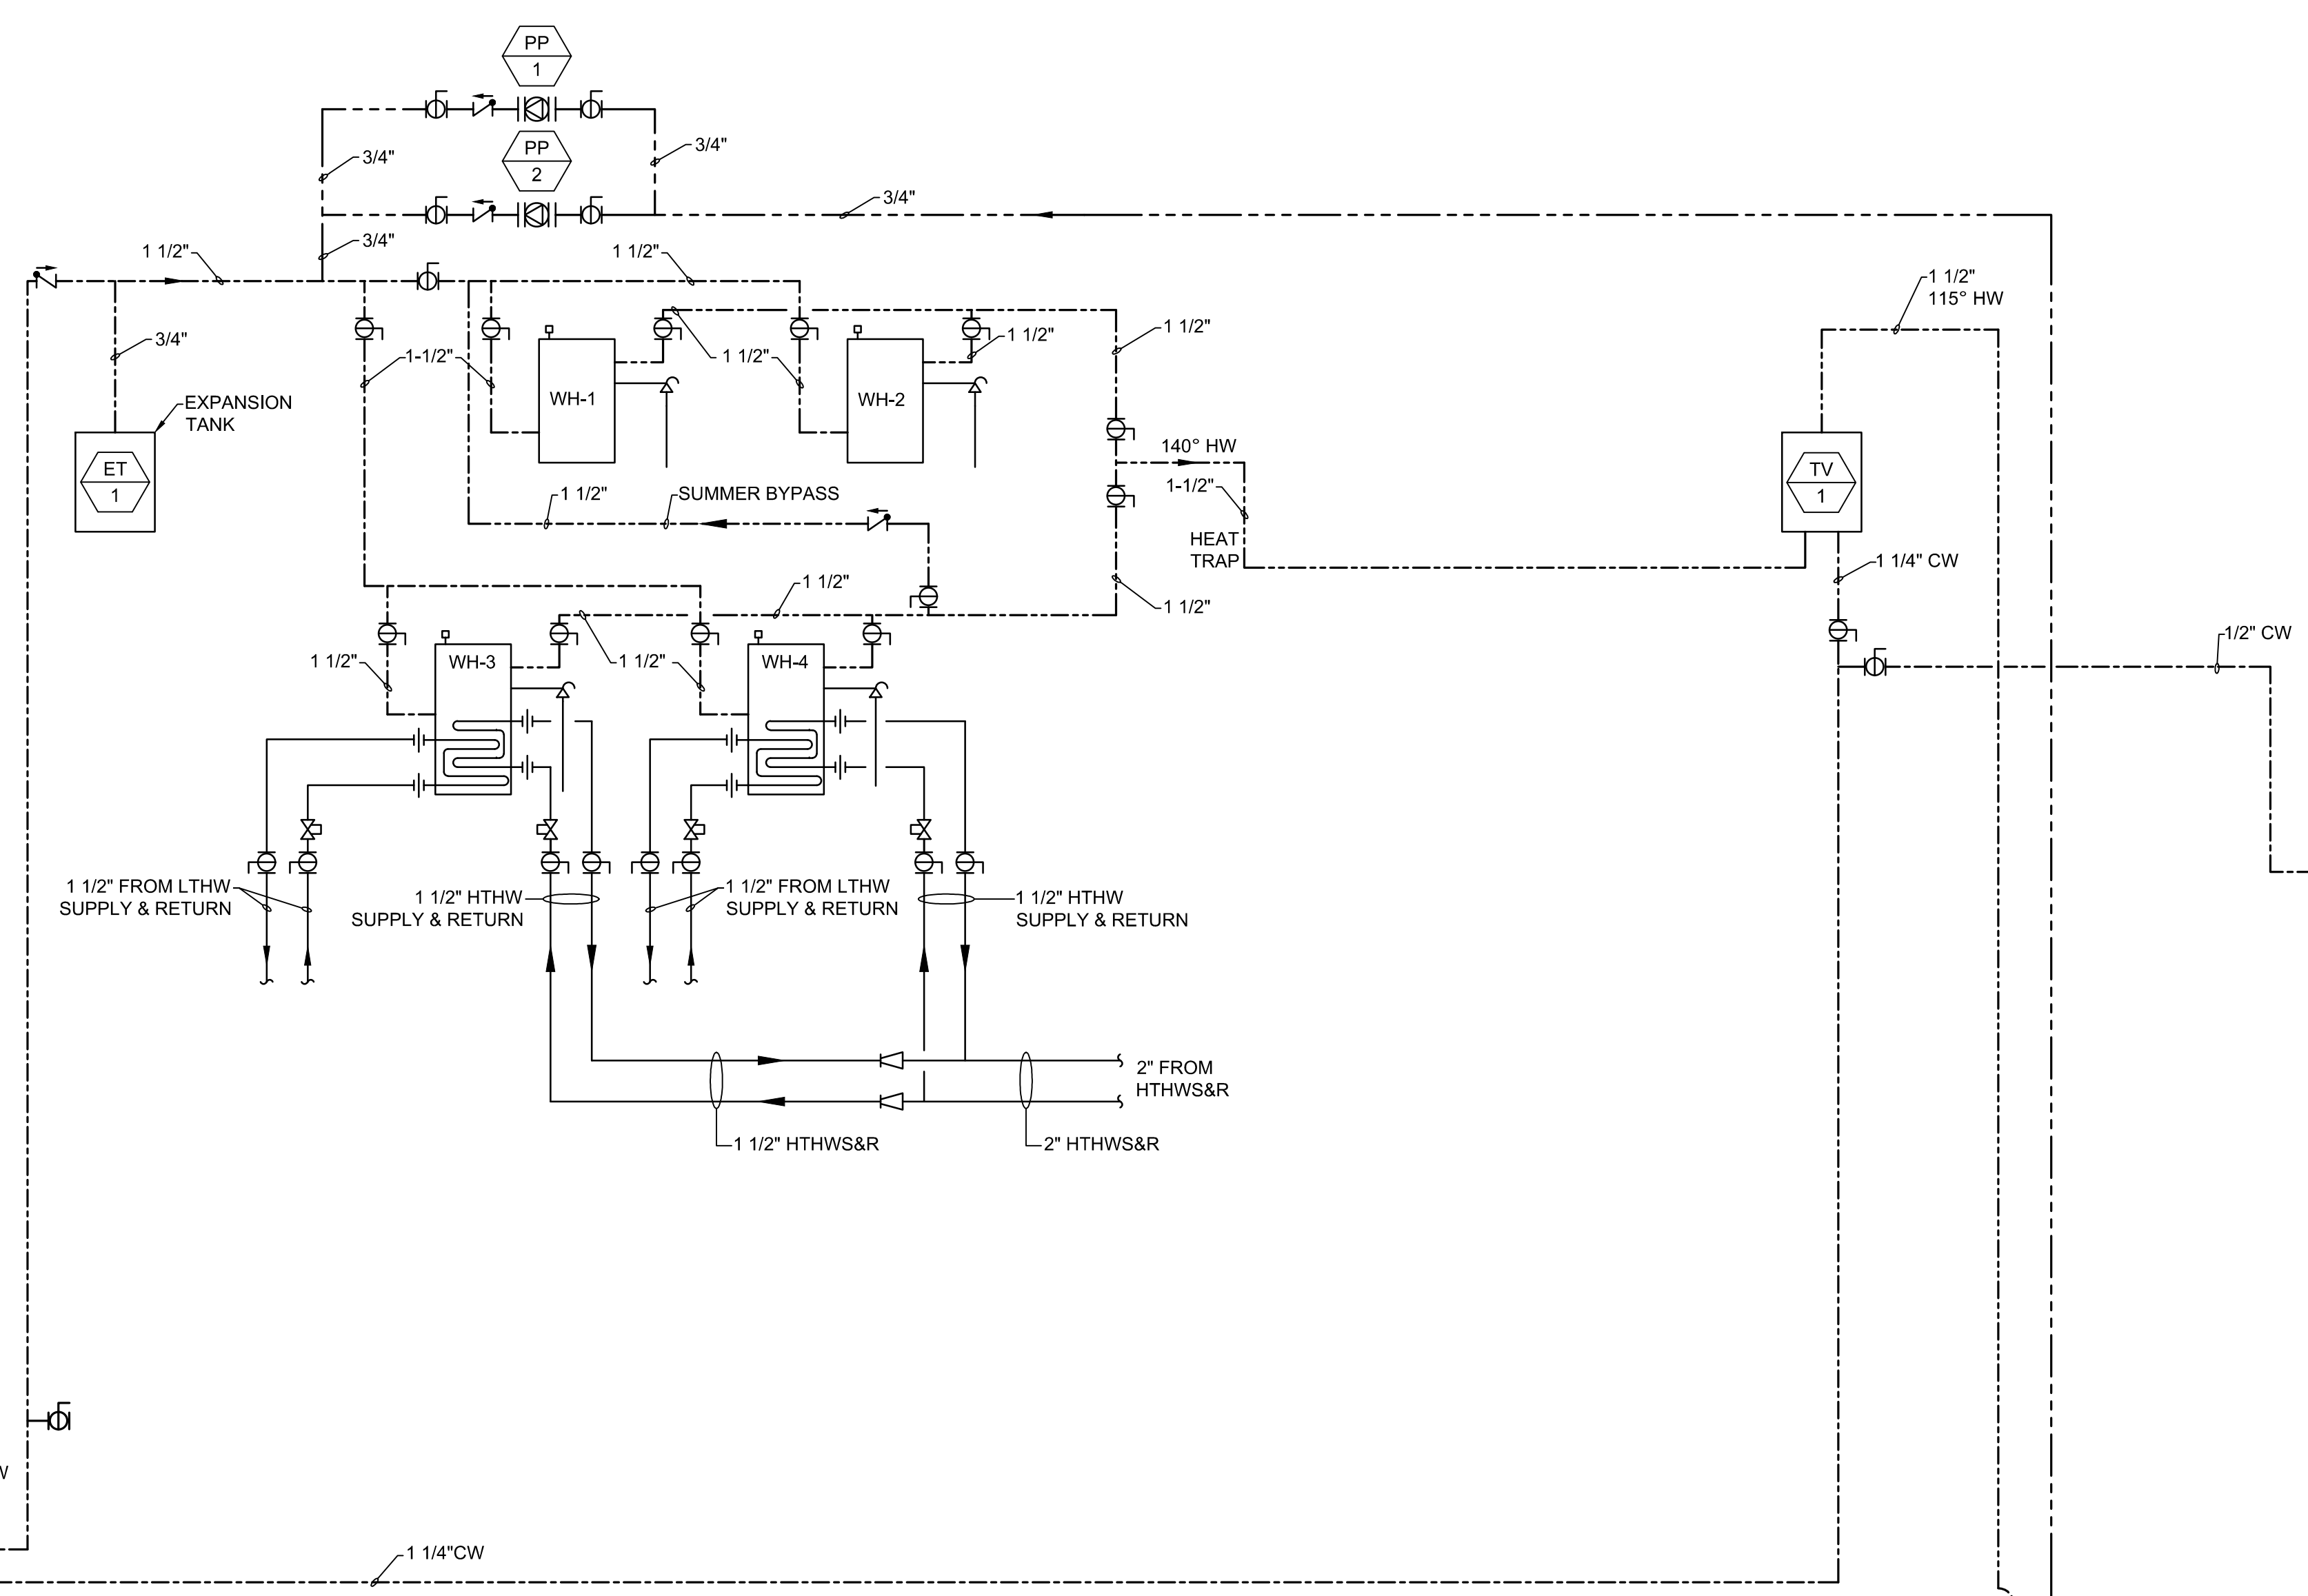 PP
1
PP
2
3/4"
3/4"
3/4"
3/4"
1 1/2"
1 1/2"
1 1/2"
115° HW
3/4"
1-1/2"
1 1/2"
1 1/2"
1 1/2"
EXPANSION
TANK
WH-1
WH-2
140° HW
1-1/2"
ET
1
TV
1
1 1/2"
SUMMER BYPASS
HEAT
TRAP
1 1/4" CW
1 1/2"
1 1/2"
1/2" CW
1 1/2"
WH-3
1 1/2"
WH-4
1 1/2" FROM LTHW
SUPPLY & RETURN
1 1/2" HTHW
SUPPLY & RETURN
1 1/2" FROM LTHW
SUPPLY & RETURN
1 1/2" HTHW
SUPPLY & RETURN
2" FROM
HTHWS&R
1 1/2" HTHWS&R
2" HTHWS&R
1 1/4"CW